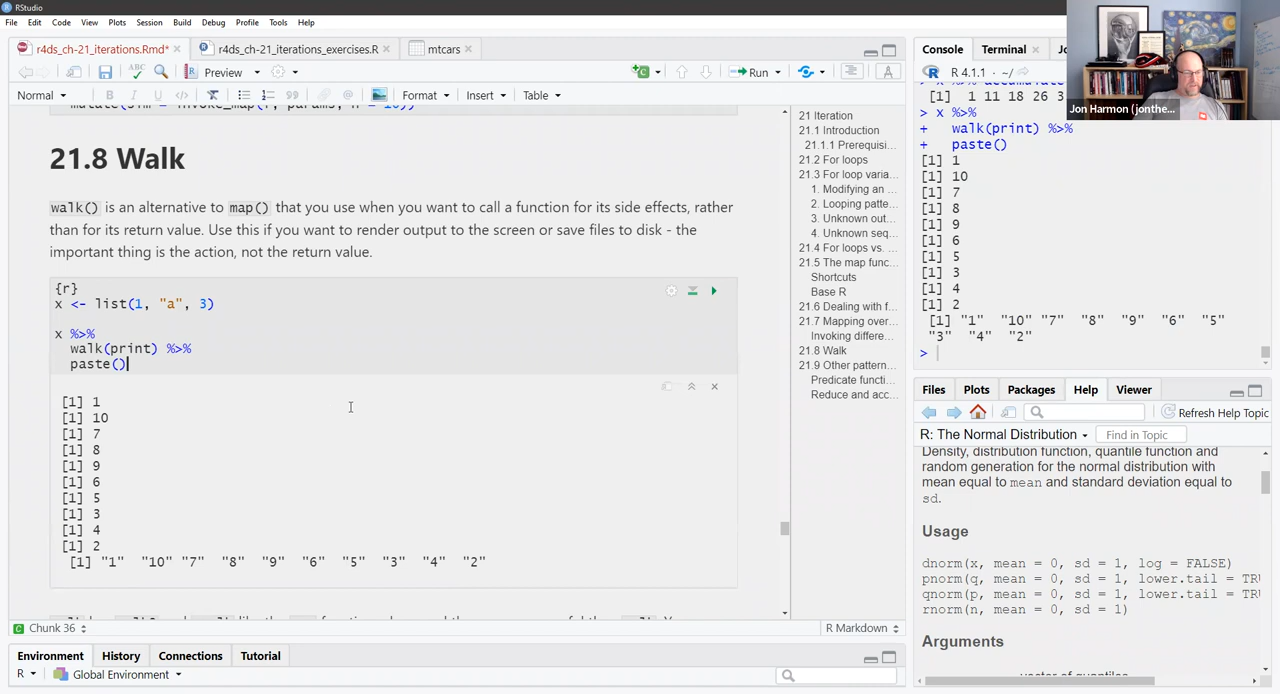 RStudio
File Edit Code View Plots Session Build Debug Profile Tools Help
r4ds_ch-21_iterations.Rmd* r4ds_ch-21_iterations_exercises.R mtcars
ABC Preview Run
Normal B I U Format Insert Table
21.8 Walk
walk() is an alternative to map() that you use when you want to call a function for its side effects, rather
than for its return value. Use this if you want to render output to the screen or save files to disk - the
important thing is the action, not the return value.
{r}
x <- list(1, "a", 3)
x %>%
walk(print) %>%
paste()
[1] 1
[1] 10
[1] 7
[1] 8
[1] 9
[1] 6
[1] 5
[1] 3
[1] 4
[1] 2
[1] "1" "10" "7" "8" "9" "6" "5" "3" "4" "2"
Chunk 36 R Markdown
21 Iteration
21.1 Introduction
21.1.1 Prerequisi...
21.2 For loops
21.3 For loop varia...
1. Modifying an ...
2. Looping patte...
3. Unknown out...
4. Unknown seq...
21.4 For loops vs. ...
21.5 The map func...
Shortcuts
Base R
21.6 Dealing with f...
21.7 Mapping over...
Invoking differe...
21.8 Walk
21.9 Other pattern...
Predicate functi...
Reduce and acc...
Environment History Connections Tutorial
R Global Environment
Console Terminal
R 4.1.1 · ~/
[1] 1 11 18 26 3
> x %>%
+ walk(print) %>%
+ paste()
[1] 1
[1] 10
[1] 7
[1] 8
[1] 9
[1] 6
[1] 5
[1] 3
[1] 4
[1] 2
[1] "1" "10" "7" "8" "9" "6" "5"
"3" "4" "2"
>
Jon Harmon (jonthe...
Files Plots Packages Help Viewer
Refresh Help Topic
R: The Normal Distribution Find in Topic
Density, distribution function, quantile function and
random generation for the normal distribution with
mean equal to mean and standard deviation equal to
sd.
Usage
dnorm(x, mean = 0, sd = 1, log = FALSE)
pnorm(q, mean = 0, sd = 1, lower.tail = TRU
qnorm(p, mean = 0, sd = 1, lower.tail = TRU
rnorm(n, mean = 0, sd = 1)
Arguments